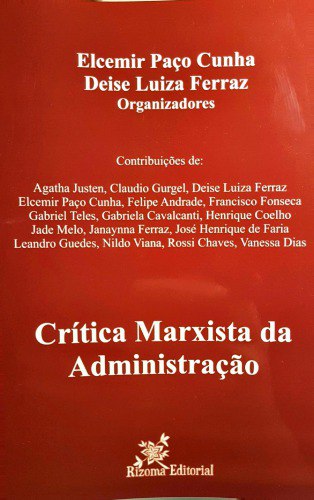 Elcemir Paço Cunha
Deise Luiza Ferraz
Organizadores
Contribuições de:
Agatha Justen, Claudio Gurgel, Deise Luiza Ferraz
Elcemir Paço Cunha, Felipe Andrade, Francisco Fonseca
Gabriel Teles, Gabriela Cavalcanti, Henrique Coelho
Jade Melo, Janaynna Ferraz, José Henrique de Faria
Leandro Guedes, Nildo Viana, Rossi Chaves, Vanessa Dias
Crítica Marxista da
Administração
Rizoma Editorial